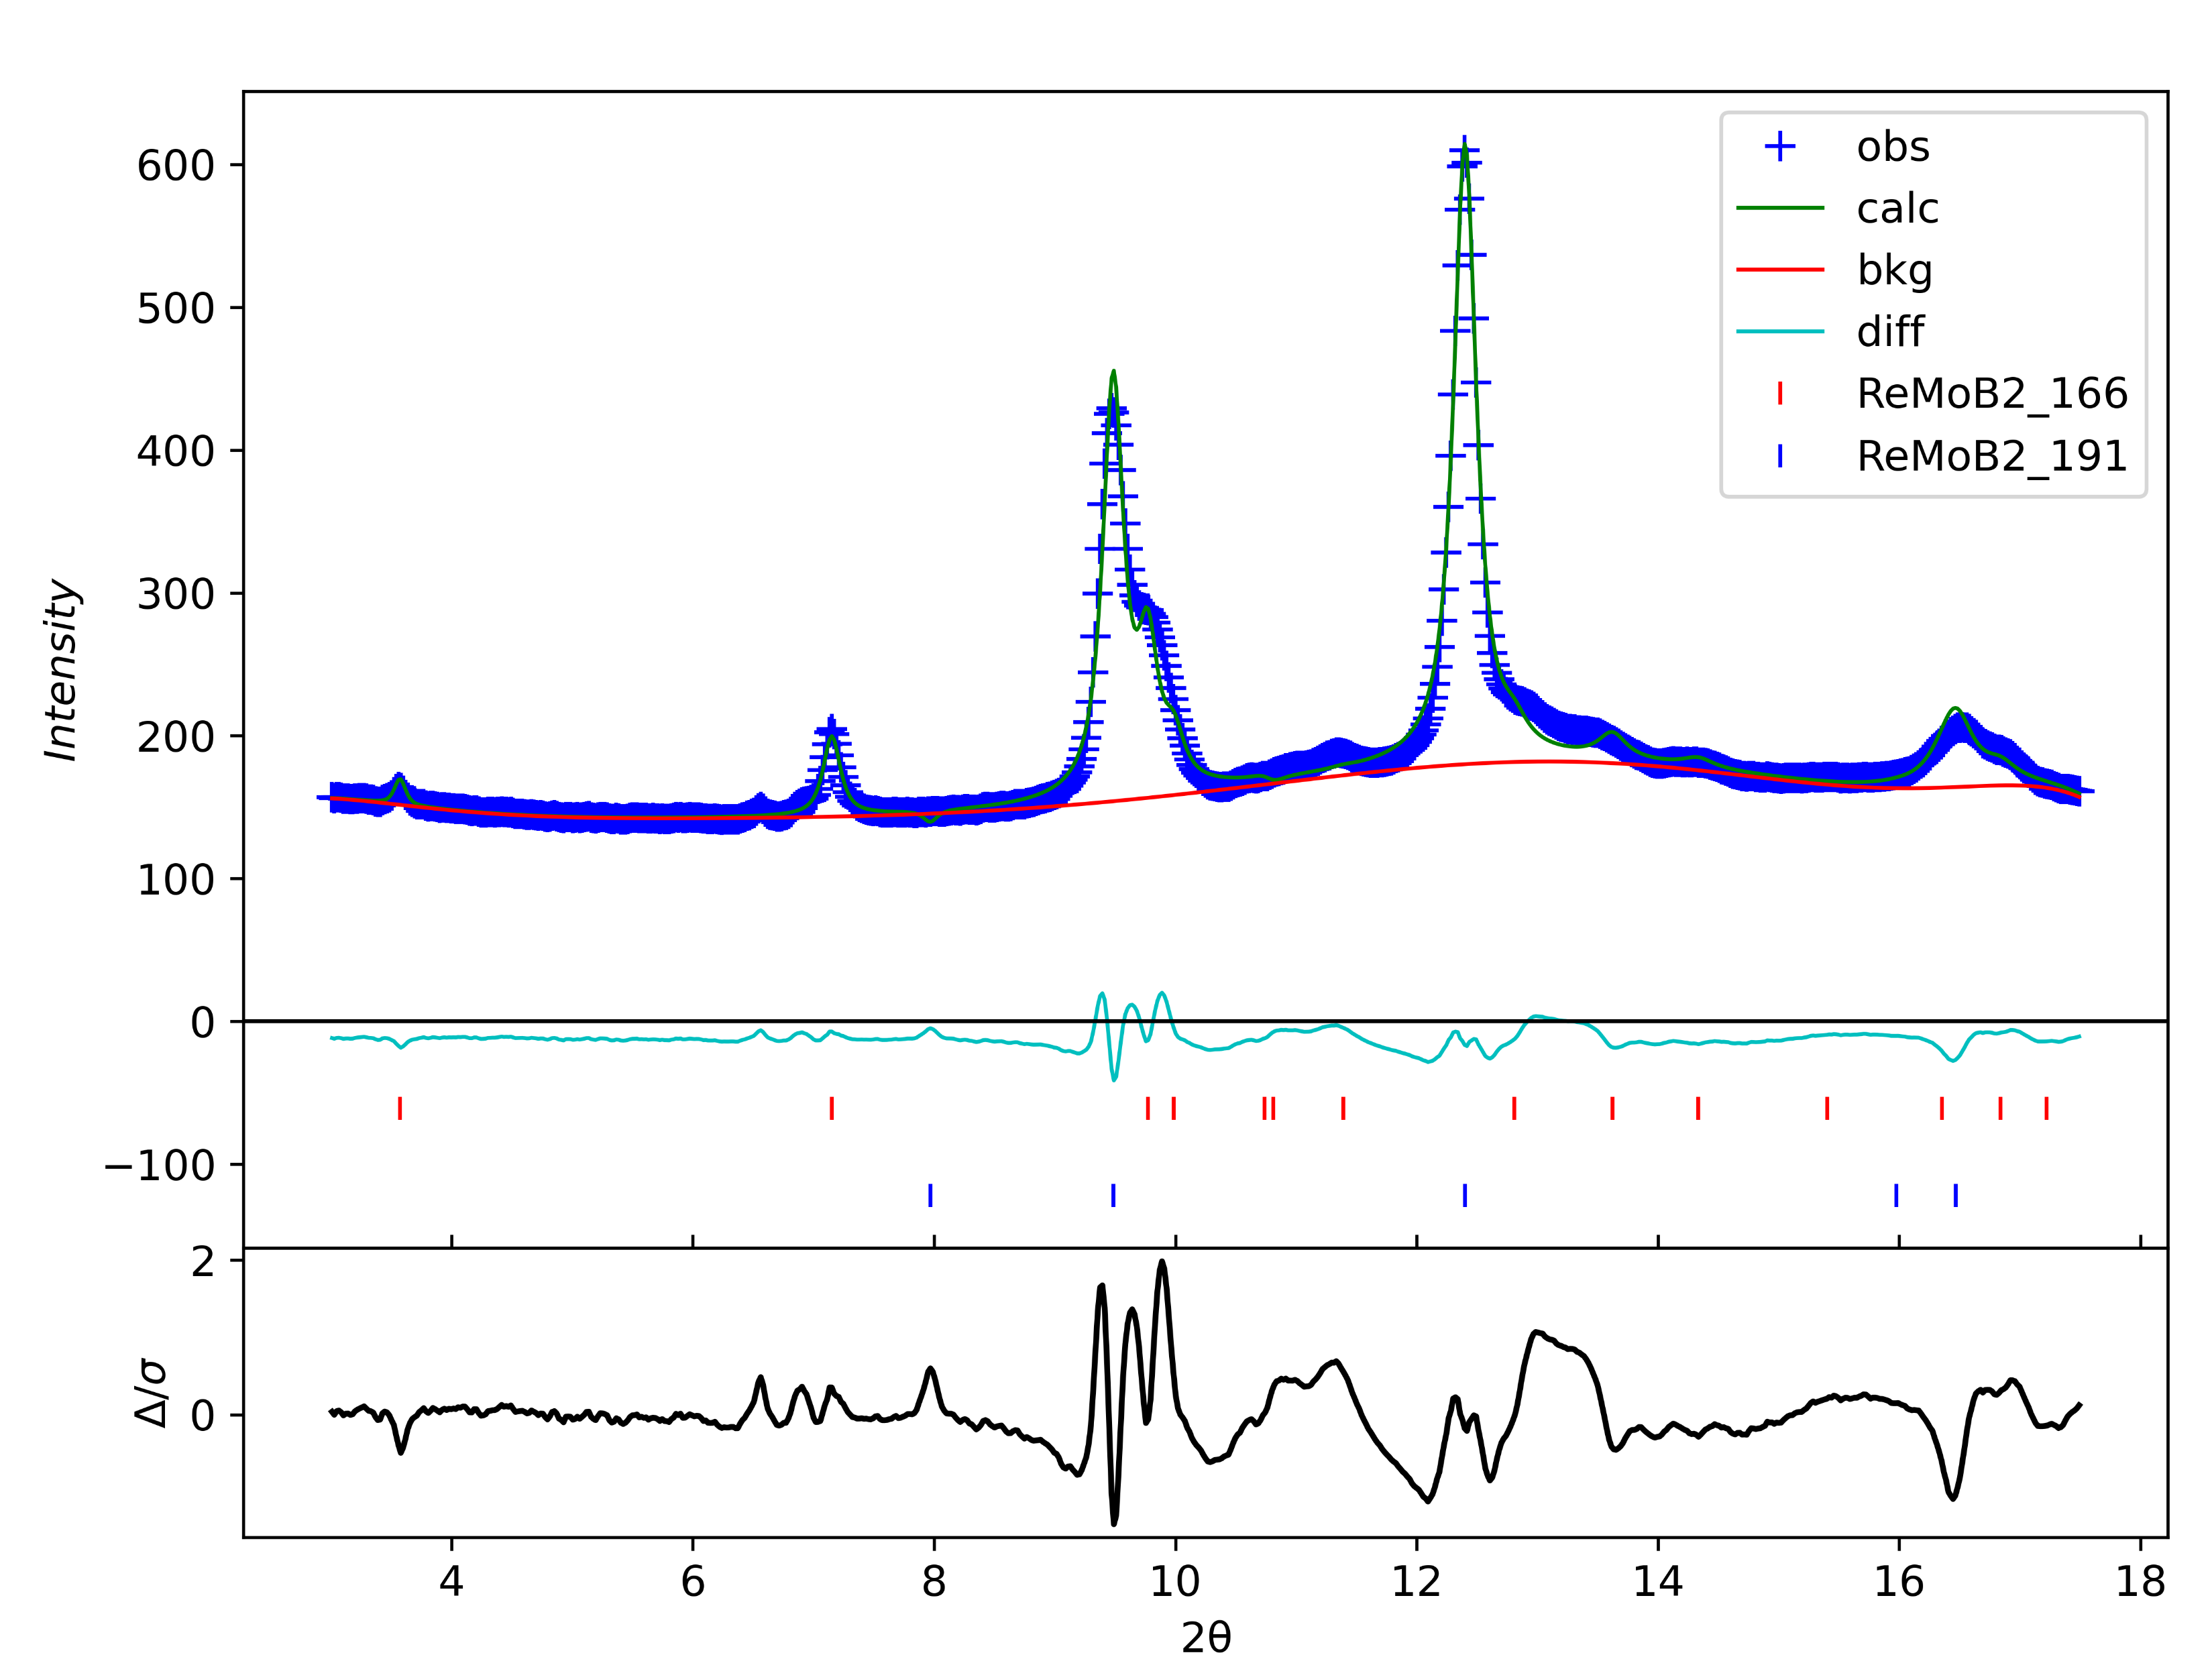 600
500
400
300
200
100
0
−100
Intensity
obs
calc
bkg
diff
ReMoB2_166
ReMoB2_191
2
0
Δ/σ
4 6 8 10 12 14 16 18
2θ